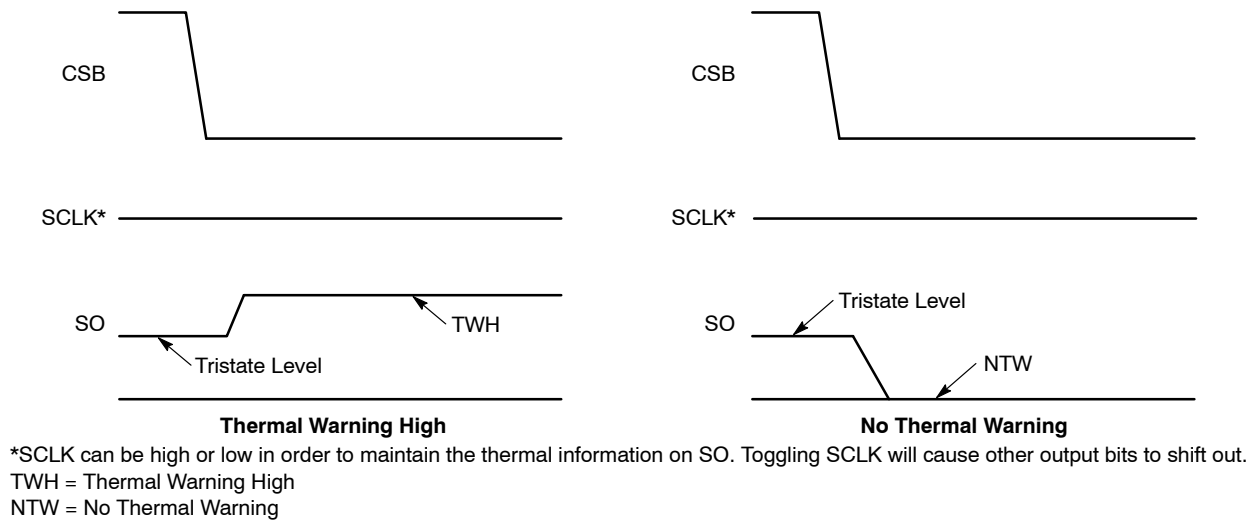 CSB
SCLK*
SO
TWH
Tristate Level
Thermal Warning High
CSB
SCLK*
SO
Tristate Level
NTW
No Thermal Warning
*SCLK can be high or low in order to maintain the thermal information on SO. Toggling SCLK will cause other output bits to shift out.
TWH = Thermal Warning High
NTW = No Thermal Warning